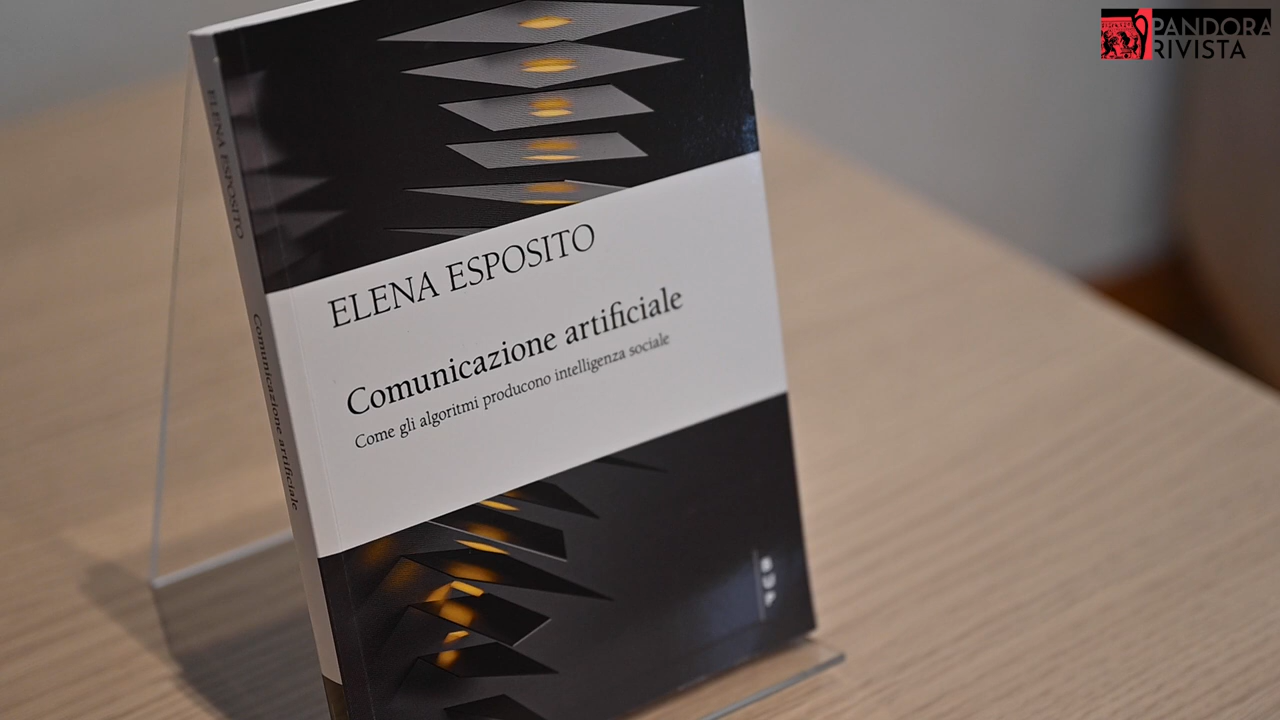 PANDORA
RIVISTA
ELENA ESPOSITO
Comunicazione artificiale
Come gli algoritmi producono intelligenza sociale
ELENA ESPOSITO
Comunicazione artificiale